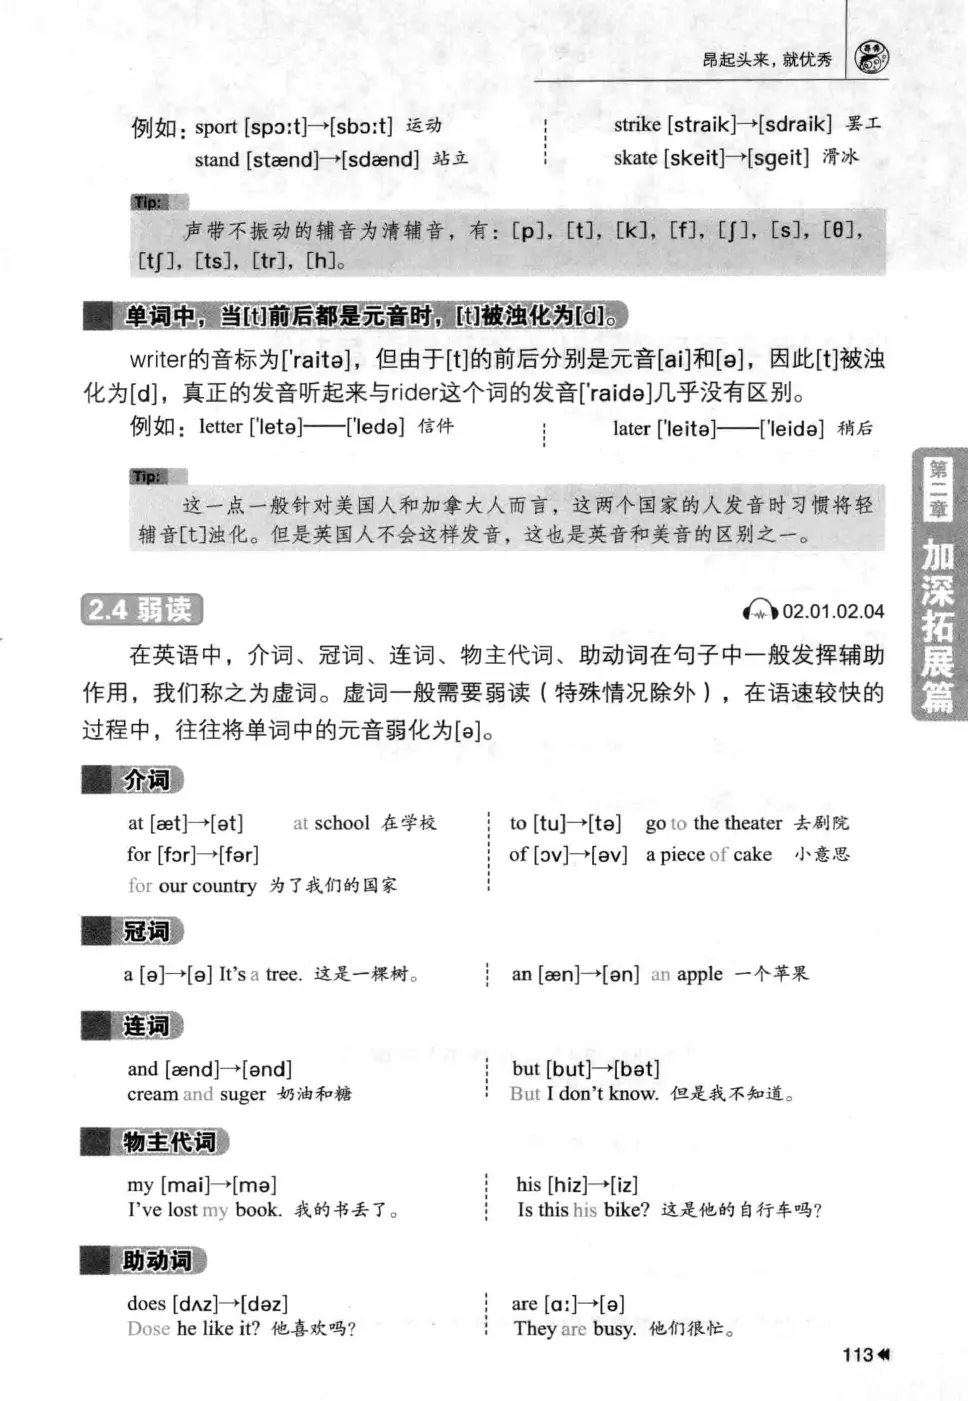 昂起头来，就优秀
例如：sport [spɔ:t]→[sbɔ:t] 运动
strike [straik]→[sdraik] 罢工
stand [stænd]→[sdænd] 站立
skate [skeit]→[sgeit] 滑冰
Tip:
声带不振动的辅音为清辅音，有：[p]，[t]，[k]，[f]，[ʃ]，[s]，[θ]，
[tʃ]，[ts]，[tr]，[h]。
单词中，当[t]前后都是元音时，[t]被浊化为[d]。
writer的音标为['raitə]，但由于[t]的前后分别是元音[ai]和[ə]，因此[t]被浊
化为[d]，真正的发音听起来与rider这个词的发音['raidə]几乎没有区别。
例如：letter ['letə]——['ledə] 信件
later ['leitə]——['leidə] 稍后
Tip:
这一点一般针对美国人和加拿大人而言，这两个国家的人发音时习惯将轻
辅音[t]浊化。但是英国人不会这样发音，这也是英音和美音的区别之一。
第二章 加深拓展篇
2.4 弱读
02.01.02.04
在英语中，介词、冠词、连词、物主代词、助动词在句子中一般发挥辅助
作用，我们称之为虚词。虚词一般需要弱读（特殊情况除外），在语速较快的
过程中，往往将单词中的元音弱化为[ə]。
介词
at [æt]→[ət] at school 在学校
to [tu]→[tə] go to the theater 去剧院
for [fɔr]→[fər]
of [ɔv]→[əv] a piece of cake 小意思
for our country 为了我们的国家
冠词
a [ə]→[ə] It's a tree. 这是一棵树。
an [æn]→[ən] an apple 一个苹果
连词
and [ænd]→[ənd]
cream and suger 奶油和糖
but [but]→[bət]
But I don't know. 但是我不知道。
物主代词
my [mai]→[mə]
I've lost my book. 我的书丢了。
his [hiz]→[iz]
Is this his bike? 这是他的自行车吗?
助动词
does [dʌz]→[dəz]
Dose he like it? 他喜欢吗?
are [ɑ:]→[ə]
They are busy. 他们很忙。
113